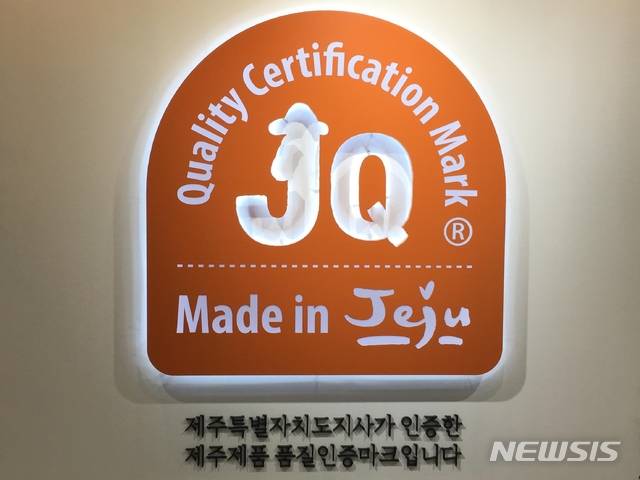 Quality Certification Mark
JQ ®
Made in Jeju
제주특별자치도지사가 인증한
제주제품 품질인증마크입니다
NEWSIS